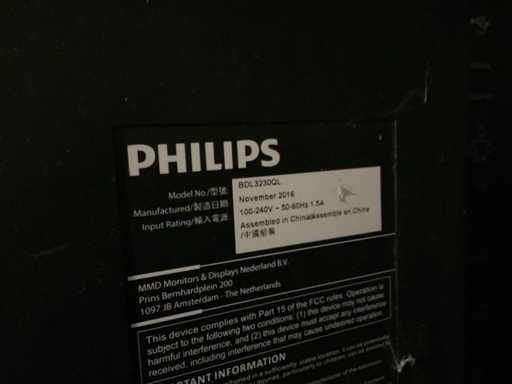 PHILIPS
Model No./型號: BDL3230QL
Manufactured/製造日期: November 2016
Input Rating/輸入電源: 100-240V ~ 50-60Hz 1.5A
Assembled in China/Assemble en Chine
/中國組裝
MMD Monitors & Displays Nederland B.V.
Prins Bernhardplein 200
1097 JB Amsterdam · The Netherlands
This device complies with Part 15 of the FCC rules. Operation is
subject to the following two conditions: (1) this device may not cause
harmful interference, and (2) this device must accept any interference
received, including interference that may cause undesired operation.
IMPORTANT INFORMATION